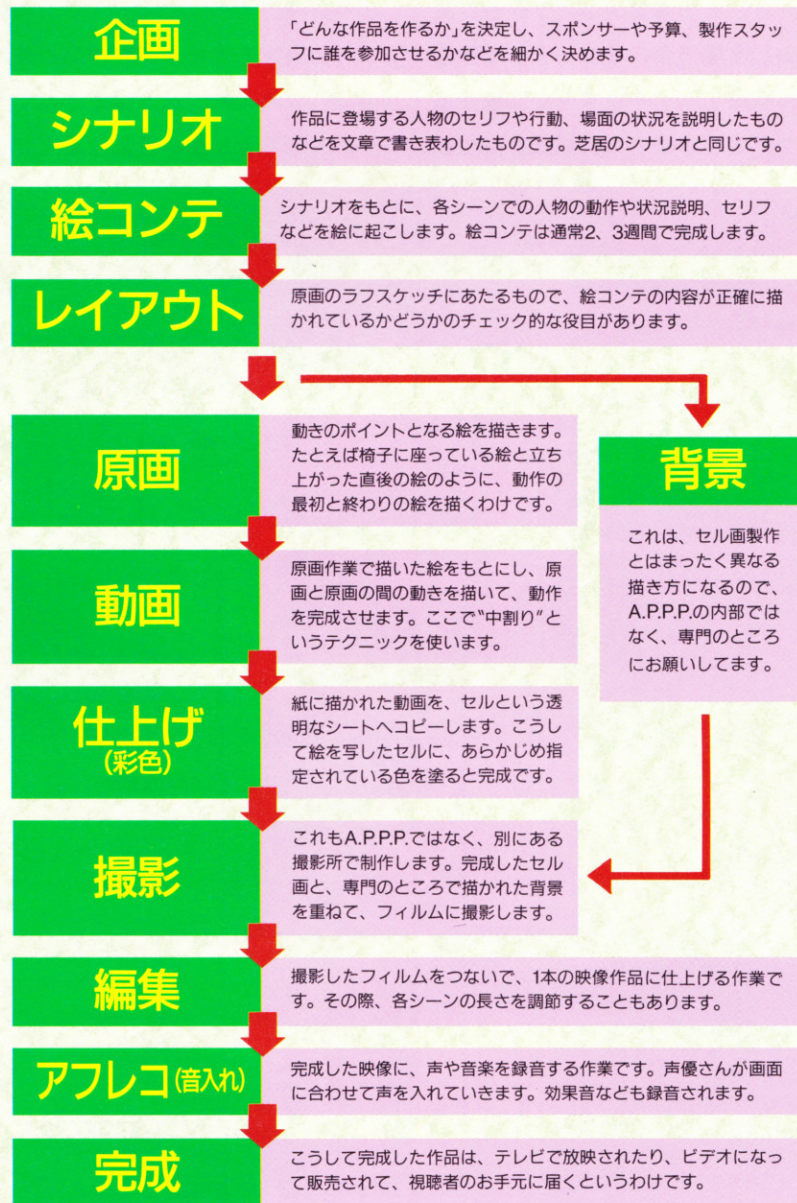 企画
「どんな作品を作るか」を決定し、スポンサーや予算、製作スタッ
フに誰を参加させるかなどを細かく決めます。
シナリオ
作品に登場する人物のセリフや行動、場面の状況を説明したもの
などを文章で書き表わしたものです。芝居のシナリオと同じです。
絵コンテ
シナリオをもとに、各シーンでの人物の動作や状況説明、セリフ
などを絵に起こします。絵コンテは通常2、3週間で完成します。
レイアウト
原画のラフスケッチにあたるもので、絵コンテの内容が正確に描
かれているかどうかのチェック的な役目があります。
原画
動きのポイントとなる絵を描きます。
たとえば椅子に座っている絵と立ち
上がった直後の絵のように、動作の
最初と終わりの絵を描くわけです。
背景
これは、セル画製作
とはまったく異なる
描き方になるので、
A.P.P.P.の内部では
なく、専門のところ
にお願いしてます。
動画
原画作業で描いた絵をもとにし、原
画と原画の間の動きを描いて、動作
を完成させます。ここで〝中割り〟と
いうテクニックを使います。
仕上げ
(彩色)
紙に描かれた動画を、セルという透
明なシートへコピーします。こうし
て絵を写したセルに、あらかじめ指
定されている色を塗ると完成です。
撮影
これもA.P.P.P.ではなく、別にある
撮影所で制作します。完成したセル
画と、専門のところで描かれた背景
を重ねて、フィルムに撮影します。
編集
撮影したフィルムをつないで、1本の映像作品に仕上げる作業で
す。その際、各シーンの長さを調節することもあります。
アフレコ(音入れ)
完成した映像に、声や音楽を録音する作業です。声優さんが画面
に合わせて声を入れていきます。効果音なども録音されます。
完成
こうして完成した作品は、テレビで放映されたり、ビデオになっ
て販売されて、視聴者のお手元に届くというわけです。